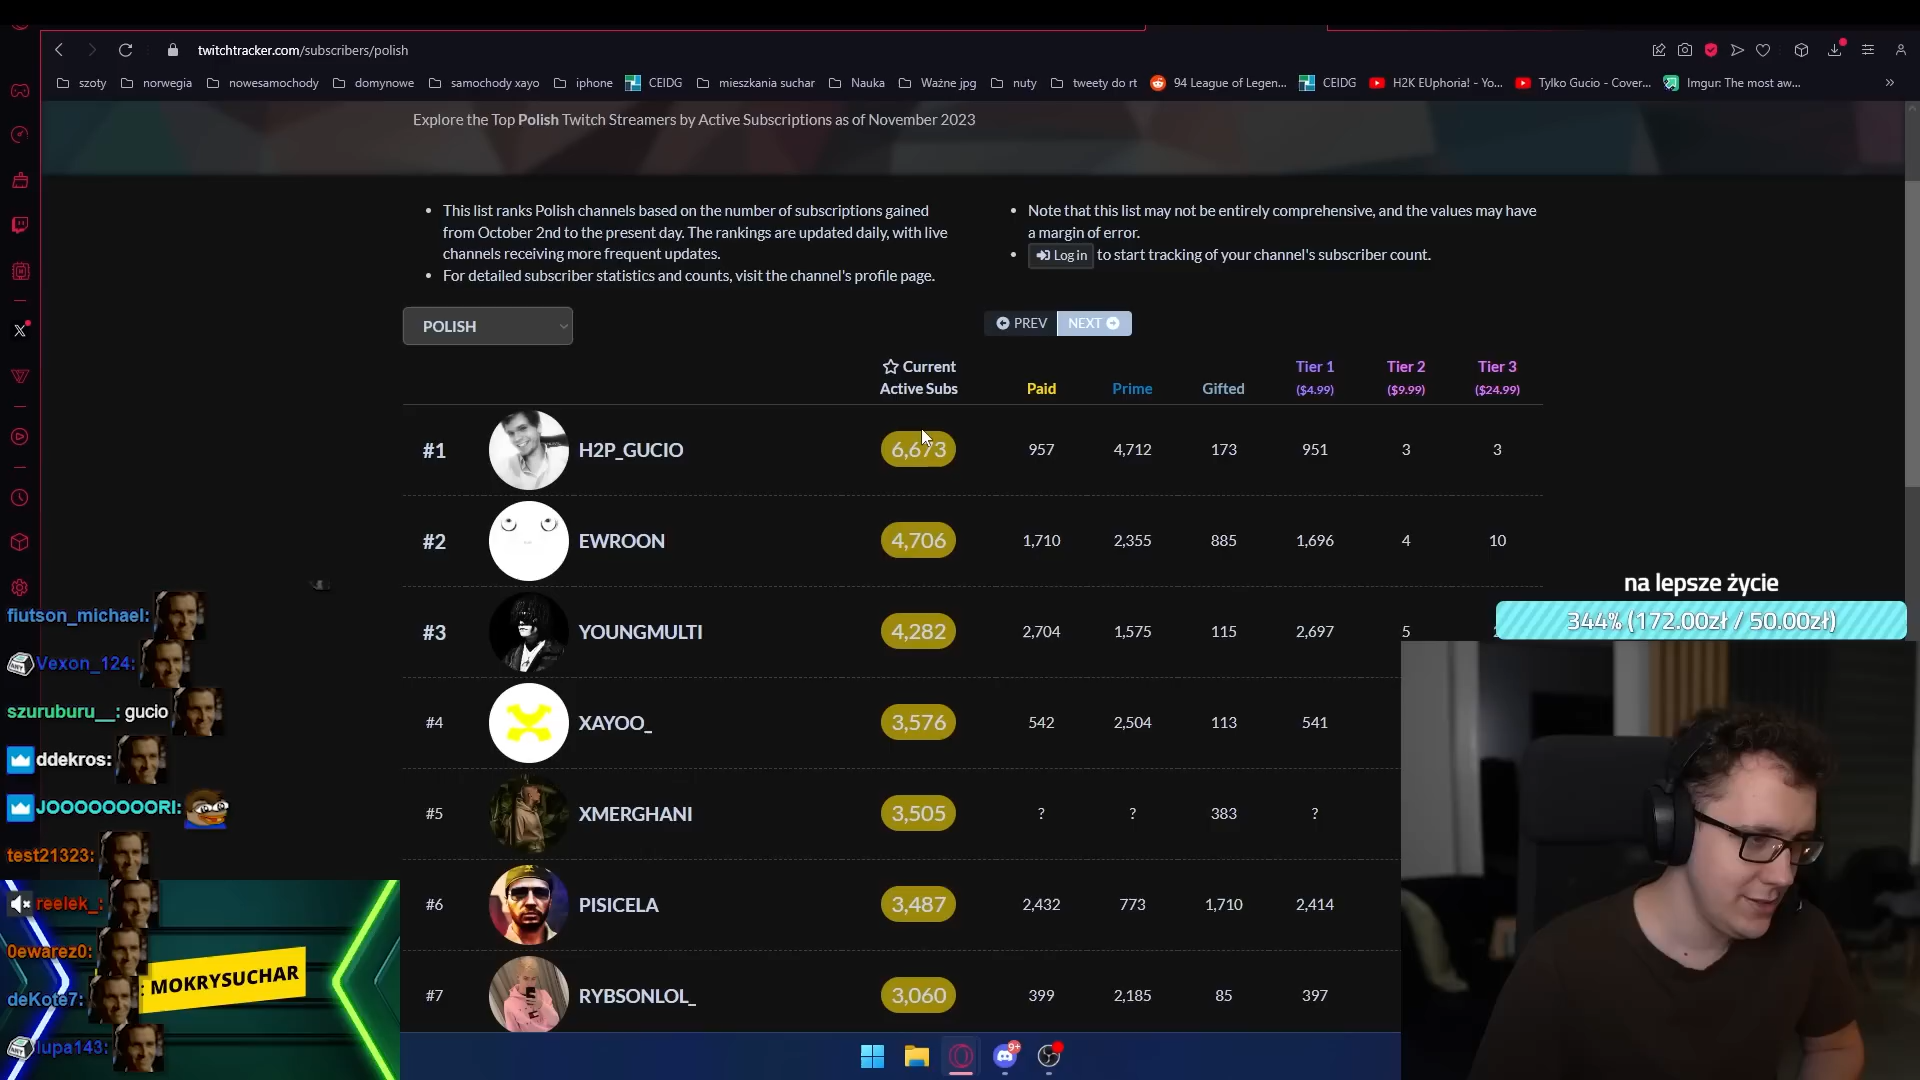 twitchtracker.com/subscribers/polish
szoty
norwegia
nowesamochody
domynowe
samochody xayo
iphone
CEIDG
mieszkania suchar
Nauka
Ważne jpg
nuty
tweety do rt
94 League of Legen...
CEIDG
H2K EUphoria! - Yo...
Tylko Gucio - Cover...
Imgur: The most aw...
»
Explore the Top Polish Twitch Streamers by Active Subscriptions as of November 2023
• This list ranks Polish channels based on the number of subscriptions gained
from October 2nd to the present day. The rankings are updated daily, with live
channels receiving more frequent updates.
• For detailed subscriber statistics and counts, visit the channel's profile page.
• Note that this list may not be entirely comprehensive, and the values may have
a margin of error.
• Log in to start tracking of your channel's subscriber count.
POLISH
PREV NEXT
Current
Active Subs
Paid
Prime
Gifted
Tier 1
($4.99)
Tier 2
($9.99)
Tier 3
($24.99)
#1 H2P_GUCIO 6,673 957 4,712 173 951 3 3
#2 EWROON 4,706 1,710 2,355 885 1,696 4 10
#3 YOUNGMULTI 4,282 2,704 1,575 115 2,697 5
#4 XAYOO_ 3,576 542 2,504 113 541
#5 XMERGHANI 3,505 ? ? 383 ?
#6 PISICELA 3,487 2,432 773 1,710 2,414
#7 RYBSONLOL_ 3,060 399 2,185 85 397
na lepsze życie
344% (172.00zł / 50.00zł)
fiutson_michael:
Vexon_124:
szuruburu__: gucio
ddekros:
JOOOOOOOORI:
test21323:
reelek_:
0ewarez0:
deKote7:
lupa143:
: MOKRYSUCHAR
9+